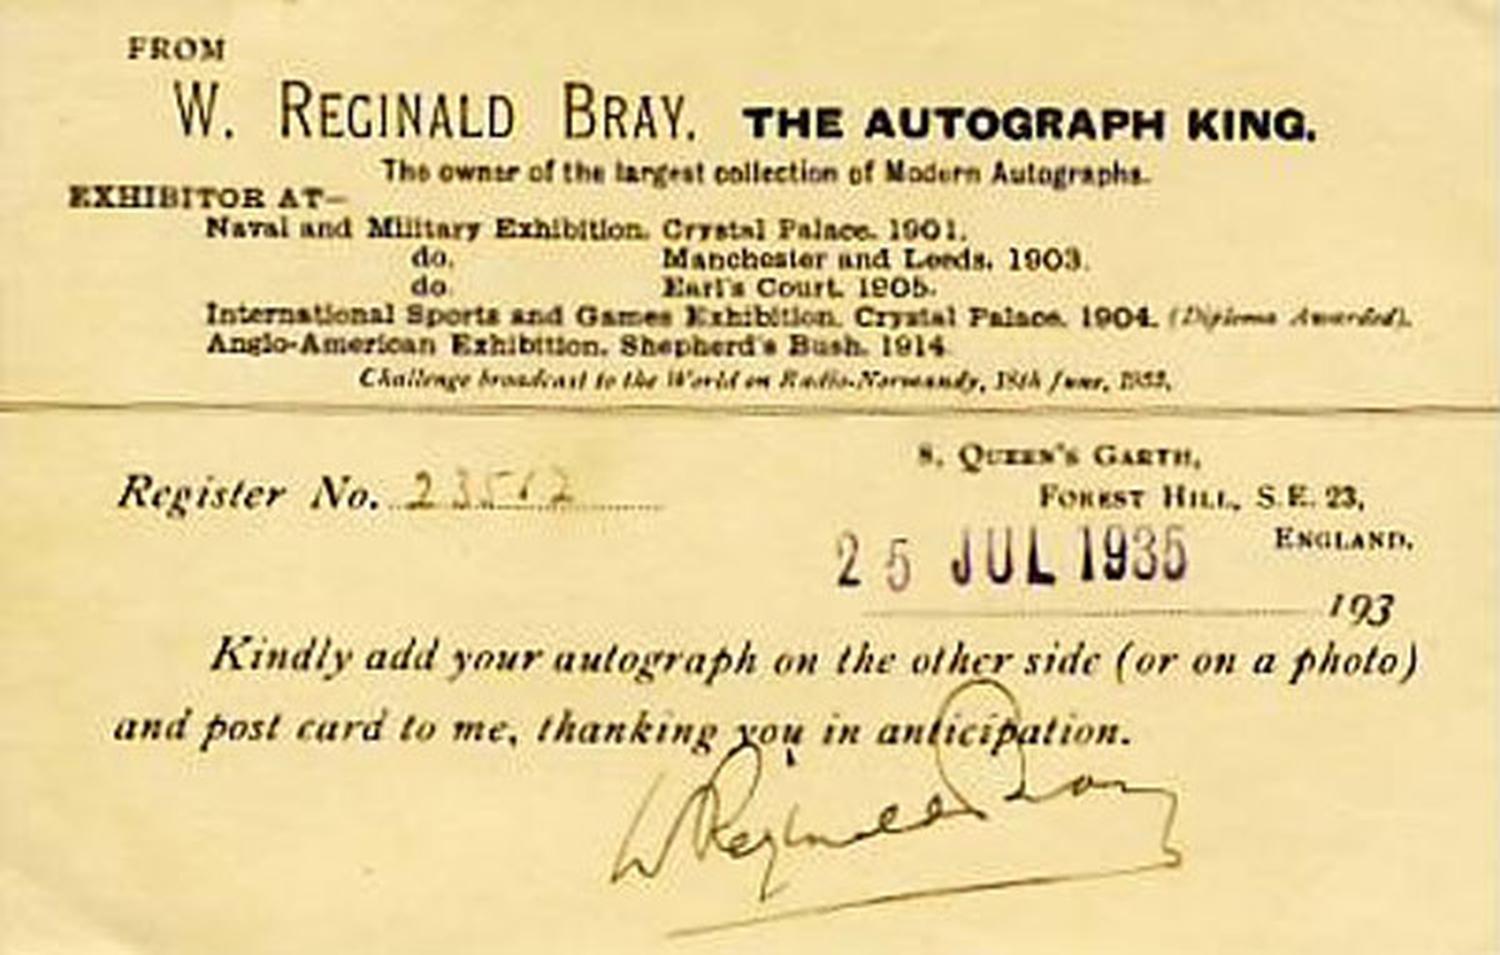 FROM
W. REGINALD BRAY. THE AUTOGRAPH KING.
The owner of the largest collection of Modern Autographs.
EXHIBITOR AT—
Naval and Military Exhibition. Crystal Palace. 1901.
do. Manchester and Leeds. 1903.
do. Earl's Court. 1905.
International Sports and Games Exhibition. Crystal Palace. 1904. (Diploma Awarded).
Anglo-American Exhibition. Shepherd's Bush. 1914.
Challenge broadcast to the World on Radio-Normandy, 18th June,
8, QUEEN'S GARTH,
Register No.
FOREST HILL, S.E. 23,
ENGLAND.
25 JUL 1935
193
Kindly add your autograph on the other side (or on a photo)
and post card to me, thanking you in anticipation.
W Reginald Bray